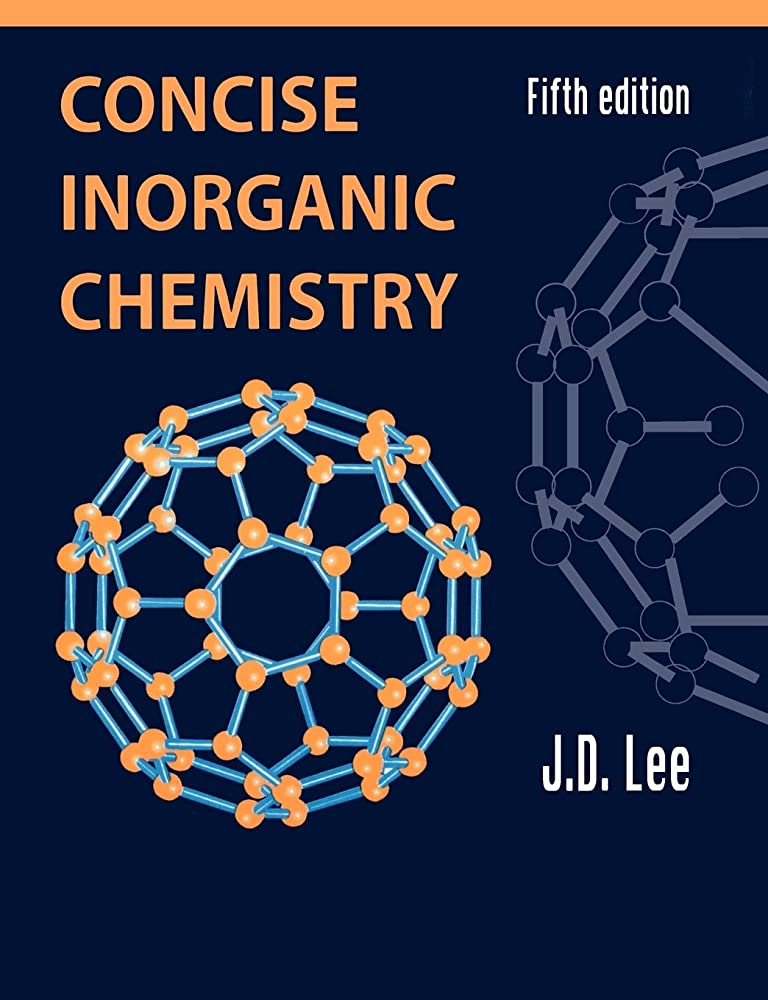 CONCISE
INORGANIC
CHEMISTRY
Fifth edition
J.D. Lee